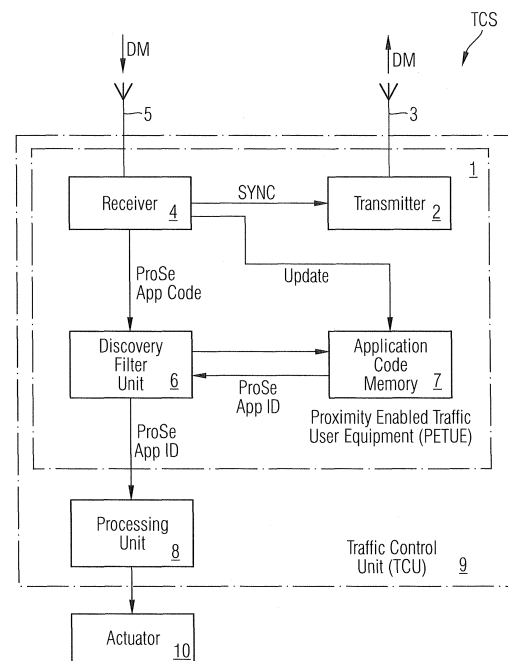 TCS
DM
DM
5
3
1
Receiver
4
SYNC
Transmitter
2
ProSe
App Code
Update
Discovery
Filter
Unit
6
ProSe
App ID
Application
Code
Memory
7
Proximity Enabled Traffic
User Equipment (PETUE)
ProSe
App ID
Processing
Unit
8
Traffic Control
Unit (TCU)
9
Actuator
10